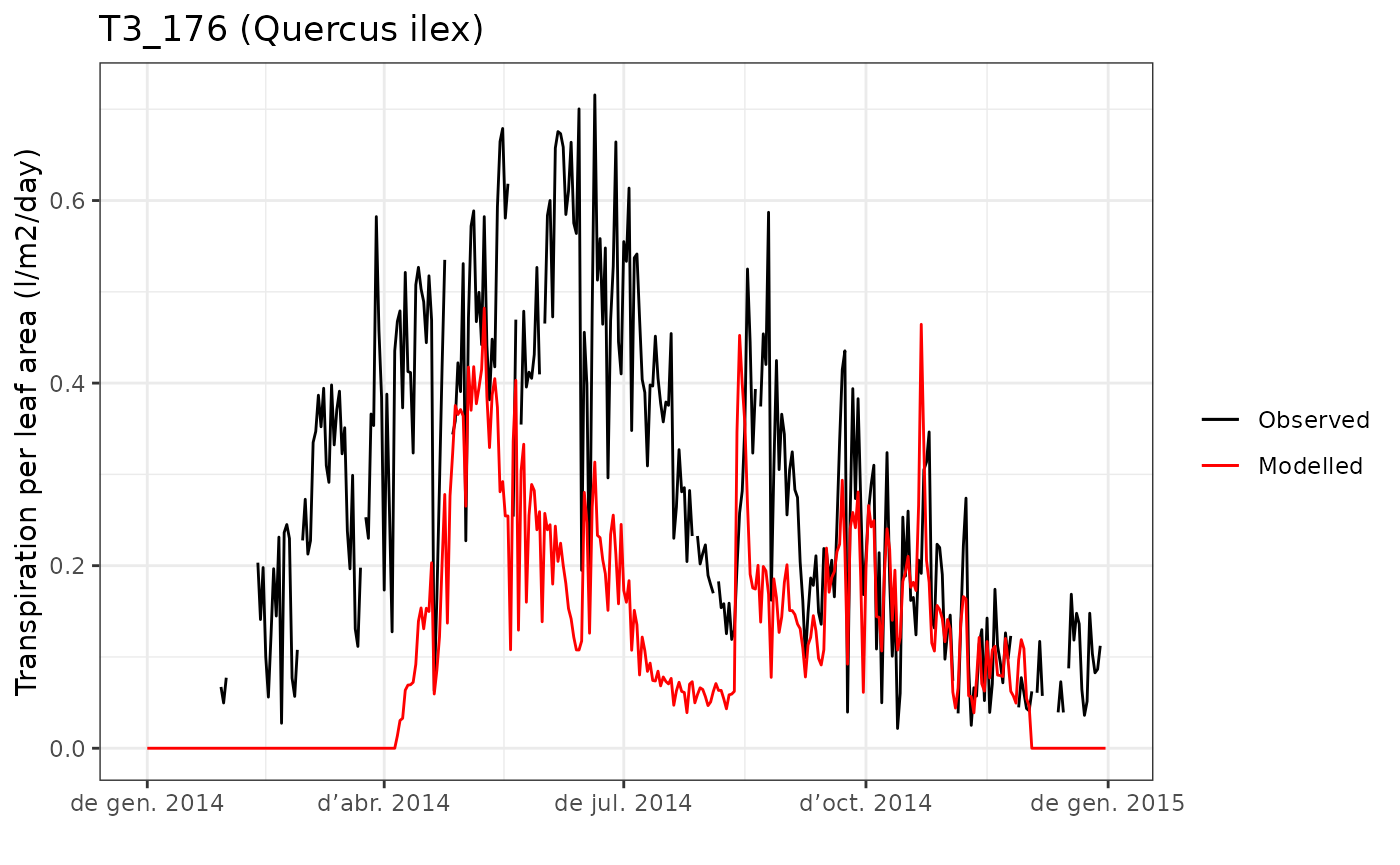 T3_176 (Quercus ilex)
Transpiration per leaf area (l/m2/day)
0.6
0.4
0.2
0.0
de gen. 2014
d’abr. 2014
de jul. 2014
d’oct. 2014
de gen. 2015
Observed
Modelled